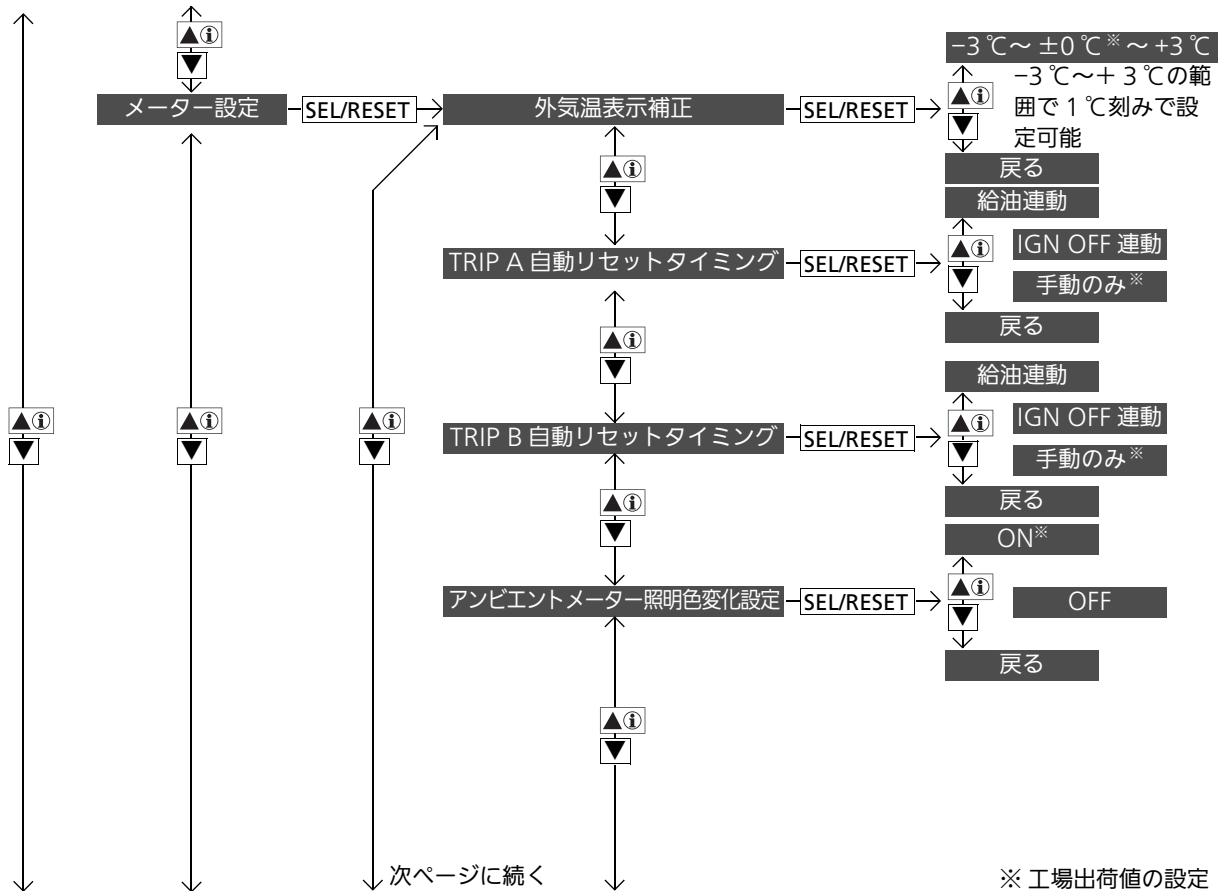 −3 ℃〜 ±0 ℃※〜 +3 ℃
▲ⓘ
▼
メーター設定
SEL/RESET
外気温表示補正
SEL/RESET
▲ⓘ
▼
−3 ℃〜＋ 3 ℃の範
囲で 1 ℃刻みで設
定可能
戻る
▲ⓘ
▼
給油連動
TRIP A 自動リセットタイミング
SEL/RESET
▲ⓘ
▼
IGN OFF 連動
手動のみ※
戻る
▲ⓘ
▼
給油連動
▲ⓘ
▼
▲ⓘ
▼
▲ⓘ
▼
TRIP B 自動リセットタイミング
SEL/RESET
▲ⓘ
▼
IGN OFF 連動
手動のみ※
戻る
▲ⓘ
▼
ON※
アンビエントメーター照明色変化設定
SEL/RESET
▲ⓘ
▼
OFF
戻る
▲ⓘ
▼
次ページに続く
※ 工場出荷値の設定